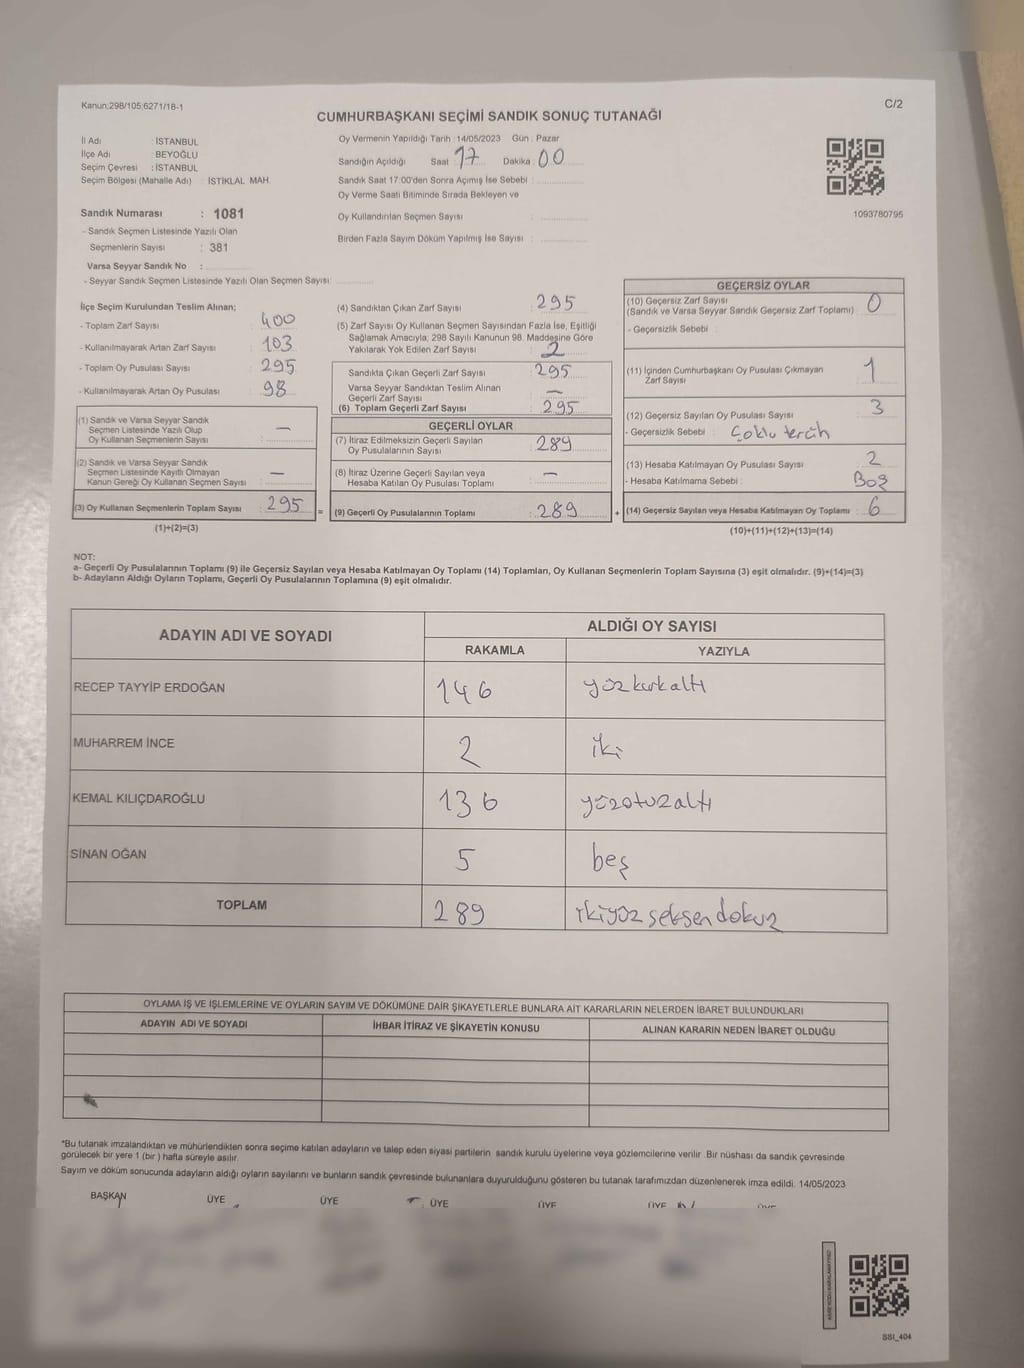 Kanun:298/105;6271/18-1
C/2
CUMHURBAŞKANI SEÇİMİ SANDIK SONUÇ TUTANAĞI
İl Adı : İSTANBUL
İlçe Adı : BEYOĞLU
Seçim Çevresi : İSTANBUL
Seçim Bölgesi (Mahalle Adı) : İSTİKLAL MAH.
Sandık Numarası : 1081
- Sandık Seçmen Listesinde Yazılı Olan
Seçmenlerin Sayısı : 381
Varsa Seyyar Sandık No :
- Seyyar Sandık Seçmen Listesinde Yazılı Olan Seçmen Sayısı:
Oy Vermenin Yapıldığı Tarih :14/05/2023 Gün : Pazar
Sandığın Açıldığı Saat : 17 Dakika : 00
Sandık Saat 17:00'den Sonra Açımış İse Sebebi :
Oy Verme Saati Bitiminde Sırada Bekleyen ve
Oy Kullandırılan Seçmen Sayısı :
Birden Fazla Sayım Döküm Yapılmış İse Sayısı :
1093780795
İlçe Seçim Kurulundan Teslim Alınan;
- Toplam Zarf Sayısı : 400
- Kullanılmayarak Artan Zarf Sayısı : 103
- Toplam Oy Pusulası Sayısı : 295
- Kullanılmayarak Artan Oy Pusulası : 98
(1) Sandık ve Varsa Seyyar Sandık
Seçmen Listesinde Yazılı Olup
Oy Kullanan Seçmenlerin Sayısı : —
(2) Sandık ve Varsa Seyyar Sandık
Seçmen Listesinde Kayıtlı Olmayan
Kanun Gereği Oy Kullanan Seçmen Sayısı : —
(3) Oy Kullanan Seçmenlerin Toplam Sayısı : 295 =
(1)+(2)=(3)
(4) Sandıktan Çıkan Zarf Sayısı : 295
(5) Zarf Sayısı Oy Kullanan Seçmen Sayısından Fazla İse, Eşitliği
Sağlamak Amacıyla; 298 Sayılı Kanunun 98. Maddesine Göre
Yakılarak Yok Edilen Zarf Sayısı : 2
Sandıkta Çıkan Geçerli Zarf Sayısı : 295
Varsa Seyyar Sandıktan Teslim Alınan
Geçerli Zarf Sayısı : —
(6) Toplam Geçerli Zarf Sayısı : 295
GEÇERLİ OYLAR
(7) İtiraz Edilmeksizin Geçerli Sayılan
Oy Pusulalarının Sayısı : 289
(8) İtiraz Üzerine Geçerli Sayılan veya
Hesaba Katılan Oy Pusulası Toplamı : —
(9) Geçerli Oy Pusulalarının Toplamı : 289 +
GEÇERSİZ OYLAR
(10) Geçersiz Zarf Sayısı : 0
(Sandık ve Varsa Seyyar Sandık Geçersiz Zarf Toplamı)
- Geçersizlik Sebebi :
(11) İçinden Cumhurbaşkanı Oy Pusulası Çıkmayan
Zarf Sayısı : 1
(12) Geçersiz Sayılan Oy Pusulası Sayısı : 3
- Geçersizlik Sebebi : Çoklu tercih
(13) Hesaba Katılmayan Oy Pusulası Sayısı : 2
- Hesaba Katılmama Sebebi : Boş
(14) Geçersiz Sayılan veya Hesaba Katılmayan Oy Toplamı : 6
(10)+(11)+(12)+(13)=(14)
NOT:
a- Geçerli Oy Pusulalarının Toplamı (9) ile Geçersiz Sayılan veya Hesaba Katılmayan Oy Toplamı (14) Toplamları, Oy Kullanan Seçmenlerin Toplam Sayısına (3) eşit olmalıdır. (9)+(14)=(3)
b- Adayların Aldığı Oyların Toplamı, Geçerli Oy Pusulalarının Toplamına (9) eşit olmalıdır.
ADAYIN ADI VE SOYADI
ALDIĞI OY SAYISI
RAKAMLA YAZIYLA
RECEP TAYYİP ERDOĞAN 146 yüzkırkaltı
MUHARREM İNCE 2 iki
KEMAL KILIÇDAROĞLU 136 yüzotuzaltı
SİNAN OĞAN 5 beş
TOPLAM 289 ikiyüzseksendokuz
OYLAMA İŞ VE İŞLEMLERİNE VE OYLARIN SAYIM VE DÖKÜMÜNE DAİR ŞİKAYETLERLE BUNLARA AİT KARARLARIN NELERDEN İBARET BULUNDUKLARI
ADAYIN ADI VE SOYADI İHBAR İTİRAZ VE ŞİKAYETİN KONUSU ALINAN KARARIN NEDEN İBARET OLDUĞU
*Bu tutanak imzalandıktan ve mühürlendikten sonra seçime katılan adayların ve talep eden siyasi partilerin sandık kurulu üyelerine veya gözlemcilerine verilir. Bir nüshası da sandık çevresinde
görülecek bir yere 1 (bir ) hafta süreyle asılır.
Sayım ve döküm sonucunda adayların aldığı oyların sayılarını ve bunların sandık çevresinde bulunanlara duyurulduğunu gösteren bu tutanak tarafımızdan düzenlenerek imza edildi. 14/05/2023
BAŞKAN ÜYE ÜYE ÜYE ÜYE ÜYE ÜYE
SSI_404